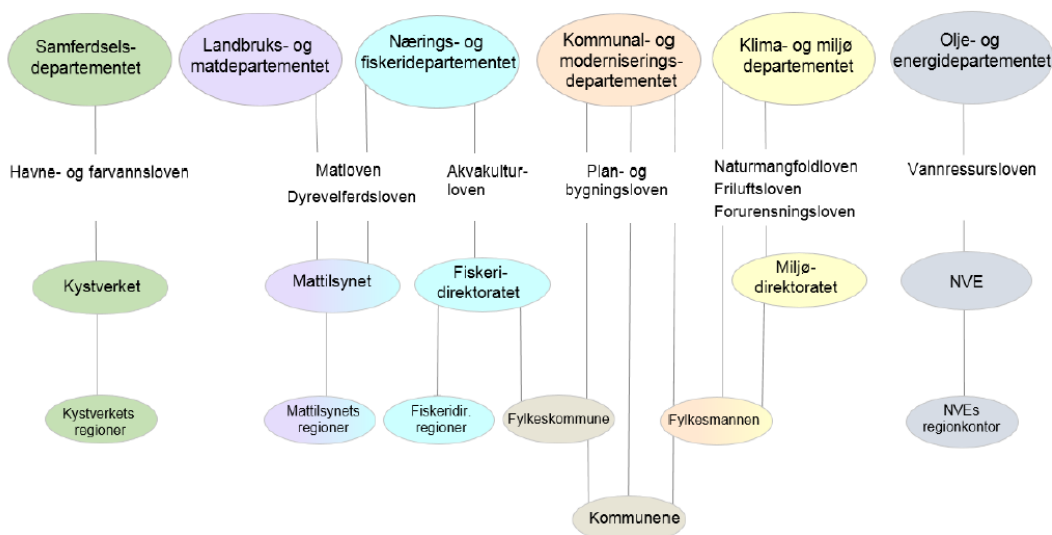 Samferdsels-
departementet
Landbruks- og
matdepartementet
Nærings- og
fiskeridepartementet
Kommunal- og
moderniserings-
departementet
Klima- og miljø
departementet
Olje- og
energidepartementet
Havne- og farvannsloven
Matloven
Dyrevelferdsloven
Akvakultur-
loven
Plan- og
bygningsloven
Naturmangfoldloven
Friluftsloven
Forurensningsloven
Vannressursloven
Kystverket
Mattilsynet
Fiskeri-
direktoratet
Miljø-
direktoratet
NVE
Kystverkets
regioner
Mattilsynets
regioner
Fiskeridir.
regioner
Fylkeskommune
Fylkesmannen
NVEs
regionkontor
Kommunene